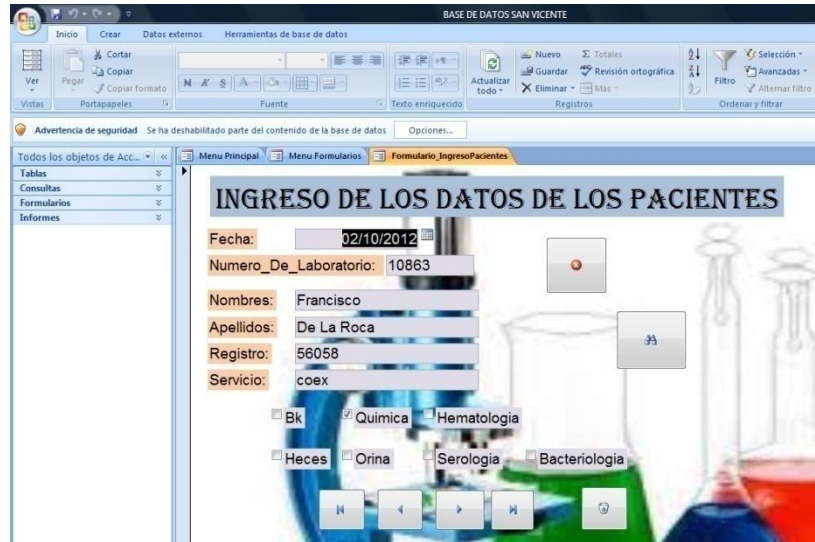 BASE DE DATOS SAN VICENTE
Inicio Crear Datos externos Herramientas de base de datos
Ver
Pegar
Cortar
Copiar
Copiar formato
N K S A
Actualizar todo
Nuevo
Guardar
Eliminar
Σ Totales
Revisión ortográfica
Más
Filtro
Selección
Avanzadas
Alternar filtro
Vistas Portapapeles Fuente Texto enriquecido Registros Ordenar y filtrar
Advertencia de seguridad Se ha deshabilitado parte del contenido de la base de datos Opciones...
Todos los objetos de Acc... «
Menu Principal Menu Formularios Formulario_IngresoPacientes
Tablas
Consultas
Formularios
Informes
INGRESO DE LOS DATOS DE LOS PACIENTES
Fecha: 02/10/2012
Numero_De_Laboratorio: 10863
Nombres: Francisco
Apellidos: De La Roca
Registro: 56058
Servicio: coex
Bk Quimica Hematologia
Heces Orina Serologia Bacteriologia